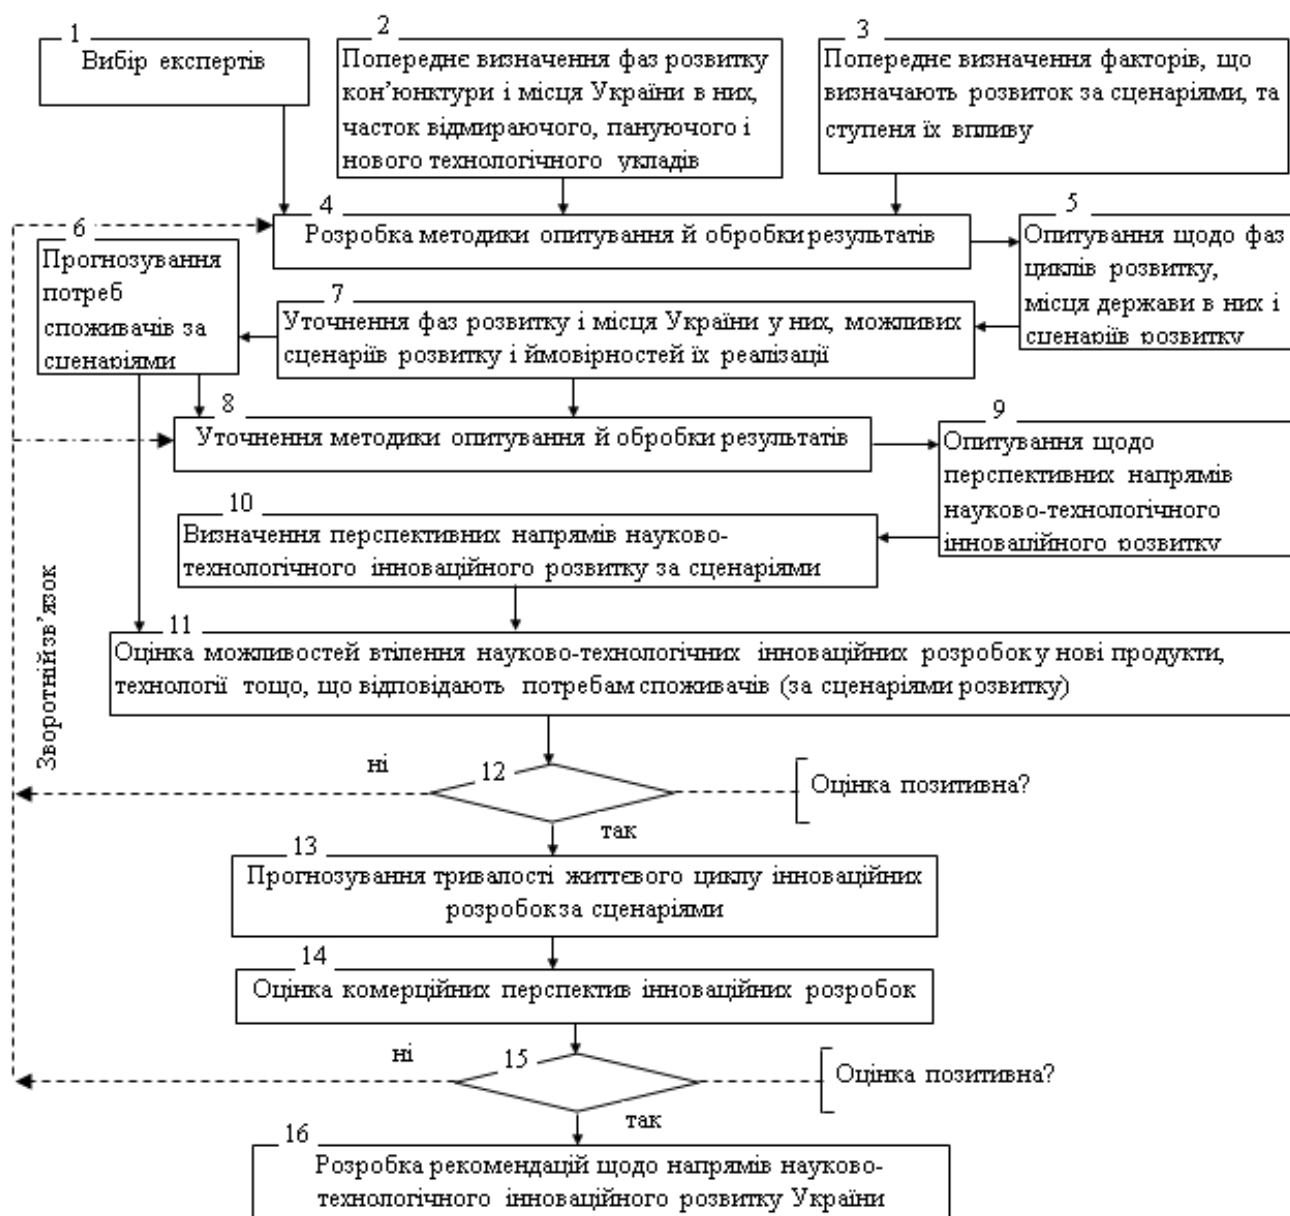 1
Вибір експертів
2
Попереднє визначення фаз розвитку
кон’юнктури і місця України в них,
часток відмираючого, пануючого і
нового технологічного укладів
3
Попереднє визначення факторів, що
визначають розвиток за сценаріями, та
ступеня їх впливу
4
Розробка методики опитування й обробки результатів
5
Опитування щодо фаз
циклів розвитку,
місця держави в них і
сценаріїв розвитку
6
Прогнозування
потреб
споживачів за
сценаріями
7
Уточнення фаз розвитку і місця України у них, можливих
сценаріїв розвитку і ймовірностей їх реалізації
8
Уточнення методики опитування й обробки результатів
9
Опитування щодо
перспективних напрямів
науково-технологічного
інноваційного розвитку
10
Визначення перспективних напрямів науково-
технологічного інноваційного розвитку за сценаріями
11
Оцінка можливостей втілення науково-технологічних інноваційних розробок у нові продукти,
технології тощо, що відповідають потребам споживачів (за сценаріями розвитку)
Зворотній зв’язок
ні
12
Оцінка позитивна?
так
13
Прогнозування тривалості життєвого циклу інноваційних
розробок за сценаріями
14
Оцінка комерційних перспектив інноваційних розробок
ні
15
Оцінка позитивна?
так
16
Розробка рекомендацій щодо напрямів науково-
технологічного інноваційного розвитку України